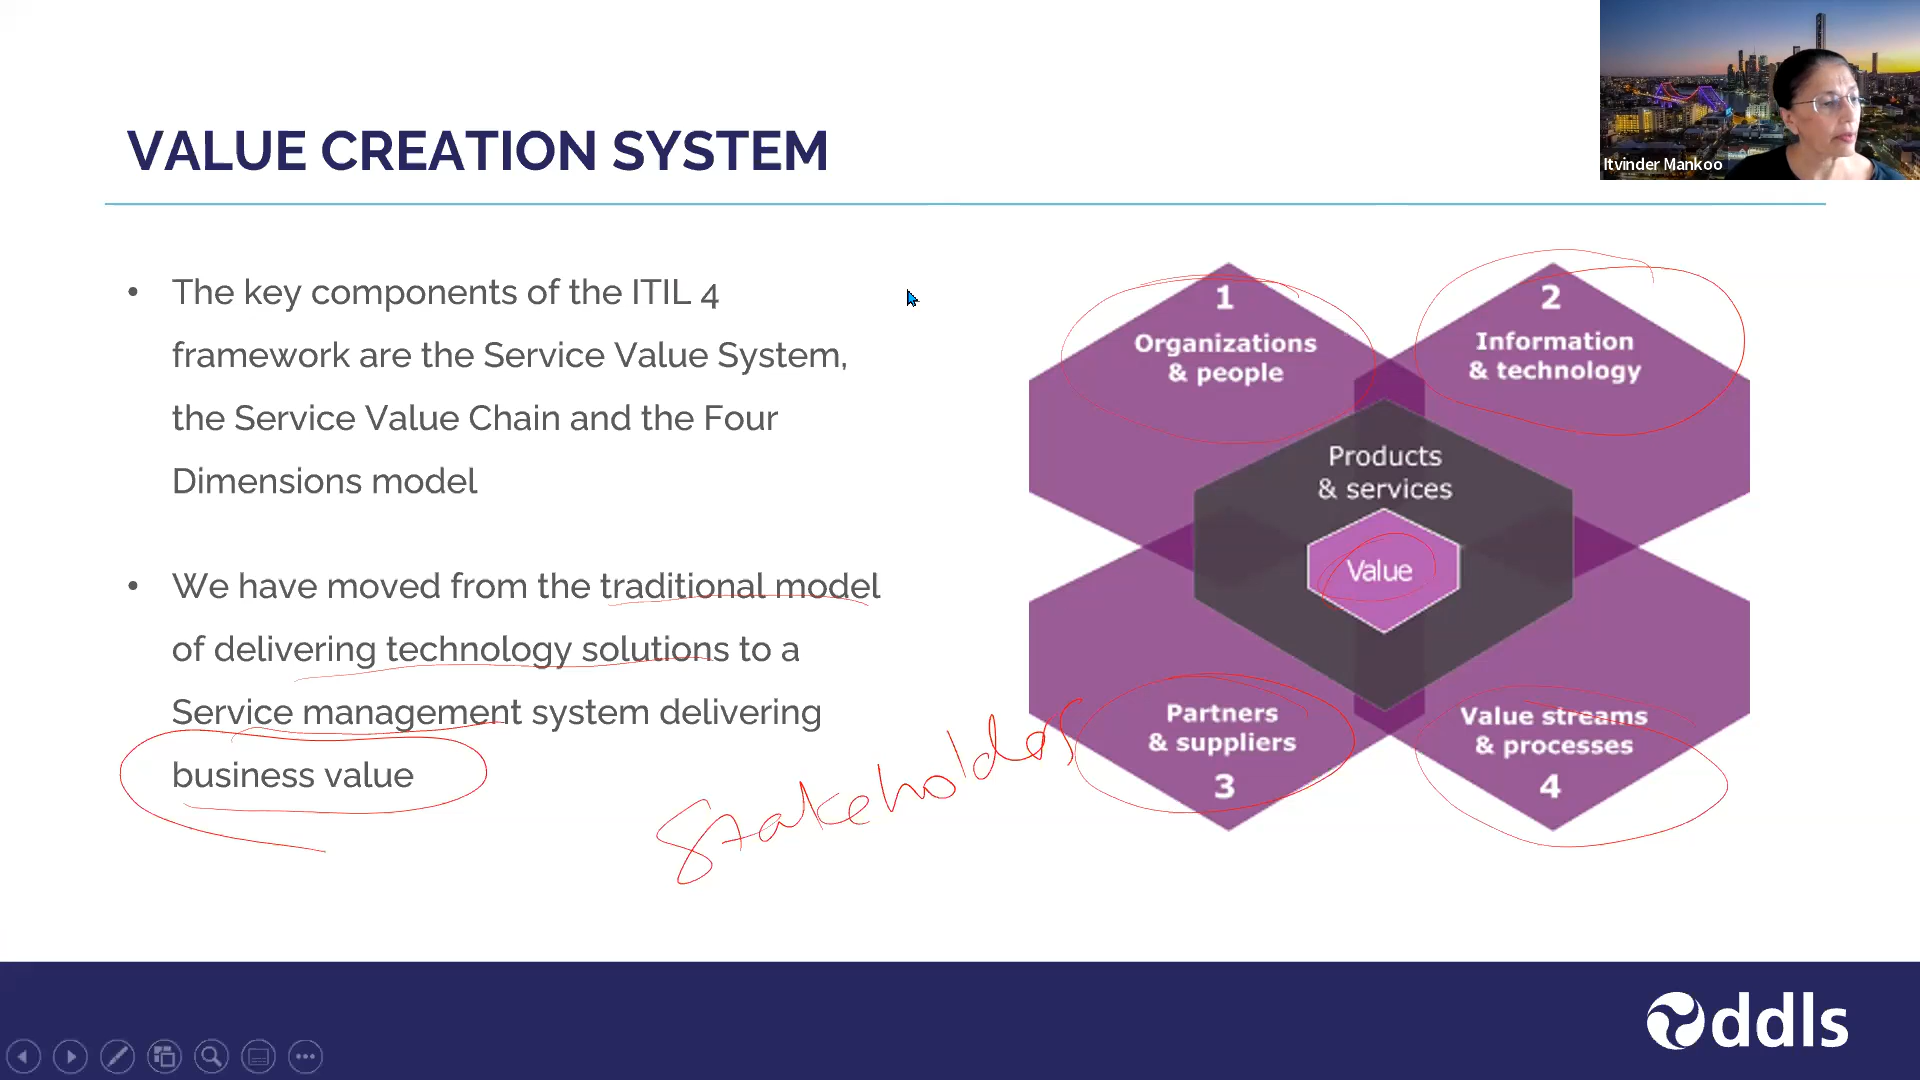 Itvinder Mankoo
VALUE CREATION SYSTEM
• The key components of the ITIL 4
framework are the Service Value System,
the Service Value Chain and the Four
Dimensions model
• We have moved from the traditional model
of delivering technology solutions to a
Service management system delivering
business value
1
Organizations
& people
2
Information
& technology
Products
& services
Value
Partners
& suppliers
3
Value streams
& processes
4
Stakeholders
ddls